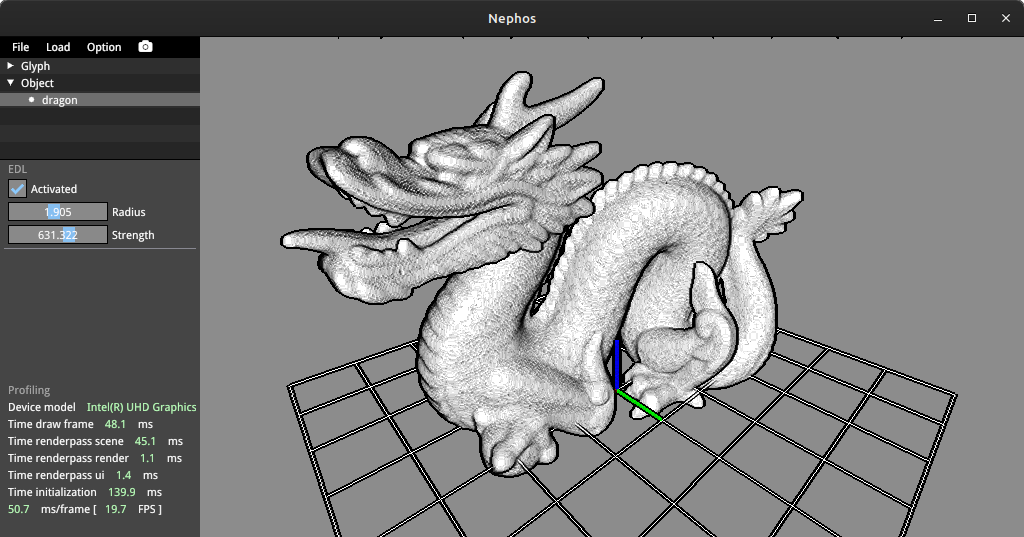 Nephos
File Load Option
Glyph
Object
dragon
EDL
Activated
1.905 Radius
631.322 Strength
Profiling
Device model Intel(R) UHD Graphics
Time draw frame 48.1 ms
Time renderpass scene 45.1 ms
Time renderpass render 1.1 ms
Time renderpass ui 1.4 ms
Time initialization 139.9 ms
50.7 ms/frame [ 19.7 FPS ]